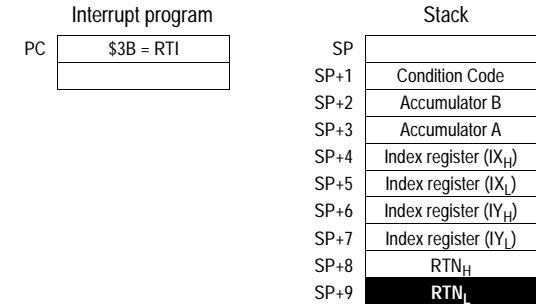 Interrupt program
PC $3B = RTI
Stack
SP
SP+1 Condition Code
SP+2 Accumulator B
SP+3 Accumulator A
SP+4 Index register (IXH)
SP+5 Index register (IXL)
SP+6 Index register (IYH)
SP+7 Index register (IYL)
SP+8 RTNH
SP+9 RTNL